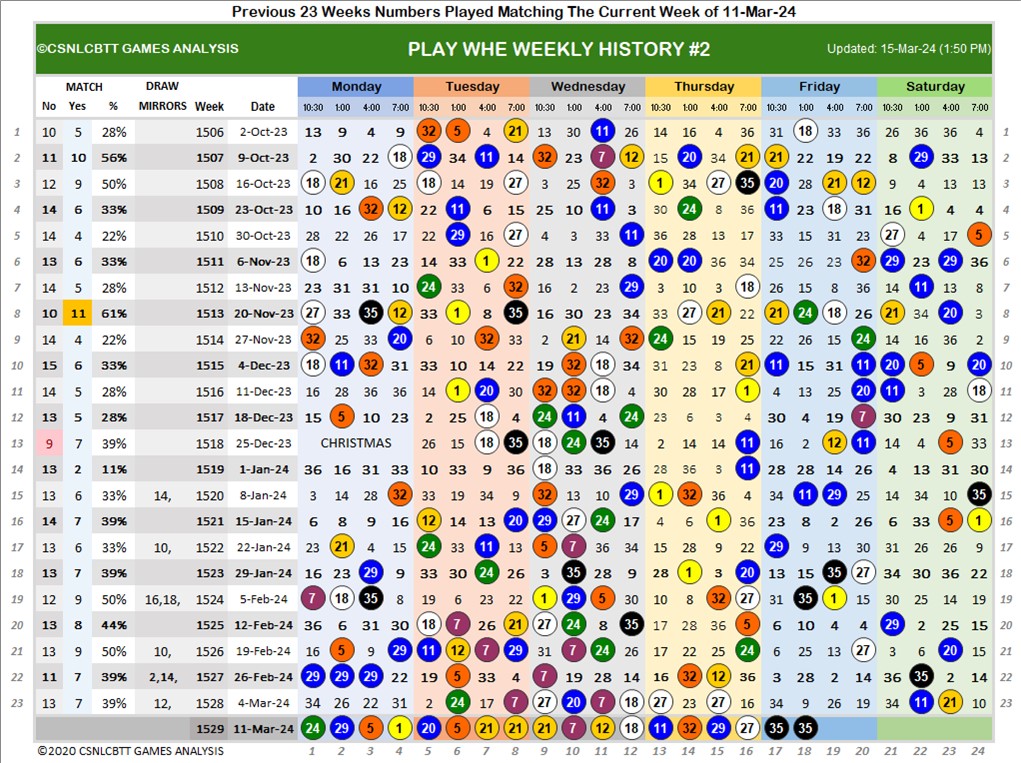 Previous 23 Weeks Numbers Played Matching The Current Week of 11-Mar-24
©CSNLCBTT GAMES ANALYSIS PLAY WHE WEEKLY HISTORY #2 Updated: 15-Mar-24 (1:50 PM)
MATCH DRAW Monday Tuesday Wednesday Thursday Friday Saturday
No Yes % MIRRORS Week Date 10:30 1:00 4:00 7:00 10:30 1:00 4:00 7:00 10:30 1:00 4:00 7:00 10:30 1:00 4:00 7:00 10:30 1:00 4:00 7:00 10:30 1:00 4:00 7:00
1 10 5 28% 1506 2-Oct-23 13 9 4 9 32 5 4 21 13 30 11 26 14 16 4 36 31 18 33 36 26 36 36 4 1
2 11 10 56% 1507 9-Oct-23 2 30 22 18 29 34 11 14 32 23 7 12 15 20 34 21 21 22 19 22 8 29 33 13 2
3 12 9 50% 1508 16-Oct-23 18 21 16 25 18 14 19 27 3 25 32 3 1 34 27 35 20 28 21 12 9 4 13 13 3
4 14 6 33% 1509 23-Oct-23 10 16 32 12 22 11 6 15 25 10 11 3 30 24 8 36 11 23 18 31 16 1 4 4 4
5 14 4 22% 1510 30-Oct-23 28 22 26 17 22 29 16 27 4 3 33 11 36 28 13 17 33 15 31 23 27 4 17 5 5
6 13 6 33% 1511 6-Nov-23 18 6 13 23 14 33 1 22 28 13 28 8 20 20 36 34 25 26 23 32 29 23 29 36 6
7 14 5 28% 1512 13-Nov-23 23 31 31 10 24 33 6 32 16 2 23 29 3 10 3 18 26 15 8 36 14 11 13 8 7
8 10 11 61% 1513 20-Nov-23 27 33 35 12 33 1 8 35 16 30 23 34 33 27 21 22 21 24 18 26 21 34 20 3 8
9 14 4 22% 1514 27-Nov-23 32 25 33 20 6 10 32 33 2 21 14 32 24 15 19 25 22 26 15 24 14 16 36 2 9
10 15 6 33% 1515 4-Dec-23 18 11 32 31 33 10 14 22 19 32 18 34 31 23 8 21 11 15 31 11 20 5 9 20 10
11 14 5 28% 1516 11-Dec-23 16 28 36 36 14 1 20 30 32 32 18 4 30 28 17 1 4 13 31 20 11 3 28 18 11
12 13 5 28% 1517 18-Dec-23 15 5 10 23 2 25 18 4 24 11 4 24 12 6 3 4 30 4 19 7 30 23 9 31 12
13 9 7 39% 1518 25-Dec-23 CHRISTMAS 26 15 18 35 18 24 35 14 2 14 14 11 16 2 12 11 14 4 5 33 13
14 13 2 11% 1519 1-Jan-24 36 16 31 33 10 33 9 36 18 33 36 26 28 36 3 11 28 28 14 26 4 13 31 30 14
15 13 6 33% 14, 1520 8-Jan-24 3 14 28 32 33 19 34 9 32 13 10 29 1 32 36 4 34 11 29 25 14 34 10 35 15
16 14 7 39% 1521 15-Jan-24 6 8 9 16 12 14 13 20 29 27 24 17 4 6 1 16 23 8 2 26 6 33 5 1 16
17 13 6 33% 10, 1522 22-Jan-24 23 21 4 15 24 33 11 13 5 7 36 34 15 28 9 22 29 9 13 30 31 26 26 9 17
18 13 7 39% 1523 29-Jan-24 16 23 29 9 33 30 24 26 3 35 28 9 28 1 3 20 13 15 35 27 34 30 36 22 18
19 12 9 50% 16,18, 1524 5-Feb-24 7 18 35 8 19 6 23 22 1 29 5 30 10 8 32 27 31 35 1 15 30 25 14 19 19
20 13 8 44% 1525 12-Feb-24 36 6 31 30 18 7 26 21 27 24 8 35 17 28 36 5 6 10 4 4 29 2 25 15 20
21 13 9 50% 10, 1526 19-Feb-24 16 5 9 29 11 12 7 29 31 7 24 26 17 22 25 24 6 25 13 27 3 6 20 15 21
22 11 7 39% 2,14, 1527 26-Feb-24 29 29 29 22 19 5 33 4 7 19 28 14 16 32 12 36 3 28 2 14 36 35 2 14 22
23 13 7 39% 12, 1528 4-Mar-24 34 26 22 31 3 24 17 7 27 20 7 18 27 23 27 16 34 9 26 19 34 11 21 10 23
1529 11-Mar-24 24 29 5 1 20 5 21 21 21 7 12 18 11 32 29 27 35 35
©2020 CSNLCBTT GAMES ANALYSIS 1 2 3 4 5 6 7 8 9 10 11 12 13 14 15 16 17 18 19 20 21 22 23 24